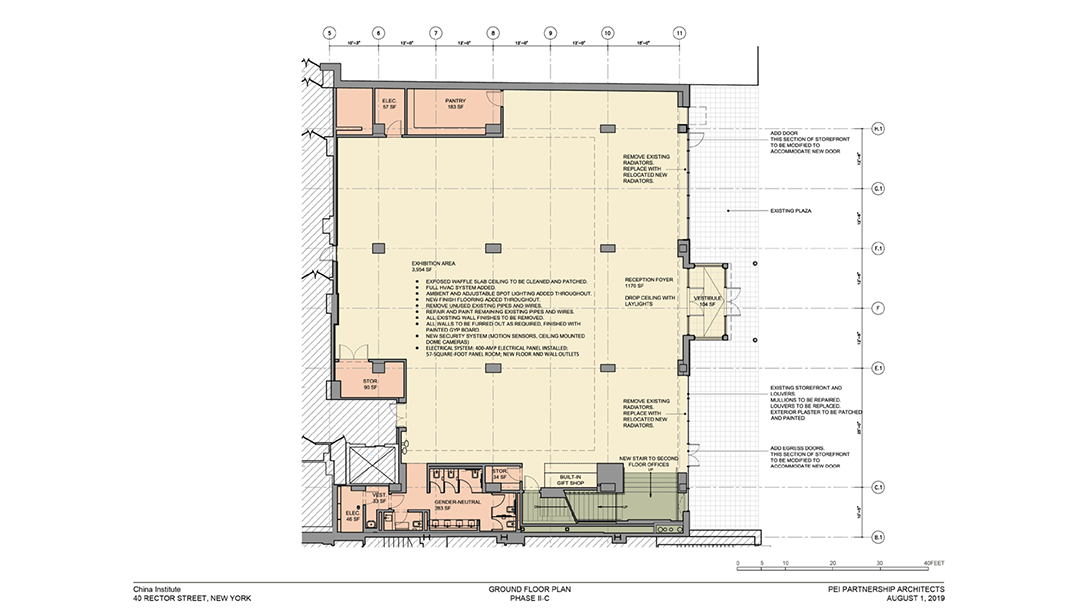 5 6 7 8 9 10 11
12'-0" 12'-0" 12'-0" 12'-0"
ELEC.
57 SF
PANTRY
183 SF
H.1
ADD DOOR
THIS SECTION OF STOREFRONT
TO BE MODIFIED TO
ACCOMMODATE NEW DOOR
REMOVE EXISTING
RADIATORS.
REPLACE WITH
RELOCATED NEW
RADIATORS.
G.1
EXISTING PLAZA
F.1
EXHIBITION AREA
3,954 SF
EXPOSED WAFFLE SLAB CEILING TO BE CLEANED AND PATCHED.
FULL HVAC SYSTEM ADDED.
AMBIENT AND ADJUSTABLE SPOT LIGHTING ADDED THROUGHOUT.
NEW FINISH FLOORING ADDED THROUGHOUT.
REMOVE UNUSED EXISTING PIPES AND WIRES.
REPAIR AND PAINT REMAINING EXISTING PIPES AND WIRES.
ALL EXISTING WALL FINISHES TO BE REMOVED.
ALL WALLS TO BE FURRED OUT AS REQUIRED, FINISHED WITH
PAINTED GYP BOARD.
NEW SECURITY SYSTEM (MOTION SENSORS, CEILING MOUNTED
DOME CAMERAS)
ELECTRICAL SYSTEM: 400-AMP ELECTRICAL PANEL INSTALLED:
57-SQUARE-FOOT PANEL ROOM; NEW FLOOR AND WALL OUTLETS
RECEPTION FOYER
1170 SF
DROP CEILING WITH
LAYLIGHTS
VESTIBULE
104 SF
F
E.1
STOR.
90 SF
EXISTING STOREFRONT AND
LOUVERS.
MULLIONS TO BE REPAIRED.
LOUVERS TO BE REPLACED.
EXTERIOR PLASTER TO BE PATCHED
AND PAINTED
REMOVE EXISTING
RADIATORS.
REPLACE WITH
RELOCATED NEW
RADIATORS.
ADD EGRESS DOORS.
THIS SECTION OF STOREFRONT
TO BE MODIFIED TO
ACCOMMODATE NEW DOOR
NEW STAIR TO SECOND
FLOOR OFFICES
UP
STOR.
34 SF
BUILT-IN
GIFT SHOP
C.1
VEST.
33 SF
GENDER-NEUTRAL
283 SF
ELEC.
46 SF
B.1
0 5 10 20 30 40FEET
China Institute
40 RECTOR STREET, NEW YORK
GROUND FLOOR PLAN
PHASE II-C
PEI PARTNERSHIP ARCHITECTS
AUGUST 1, 2019